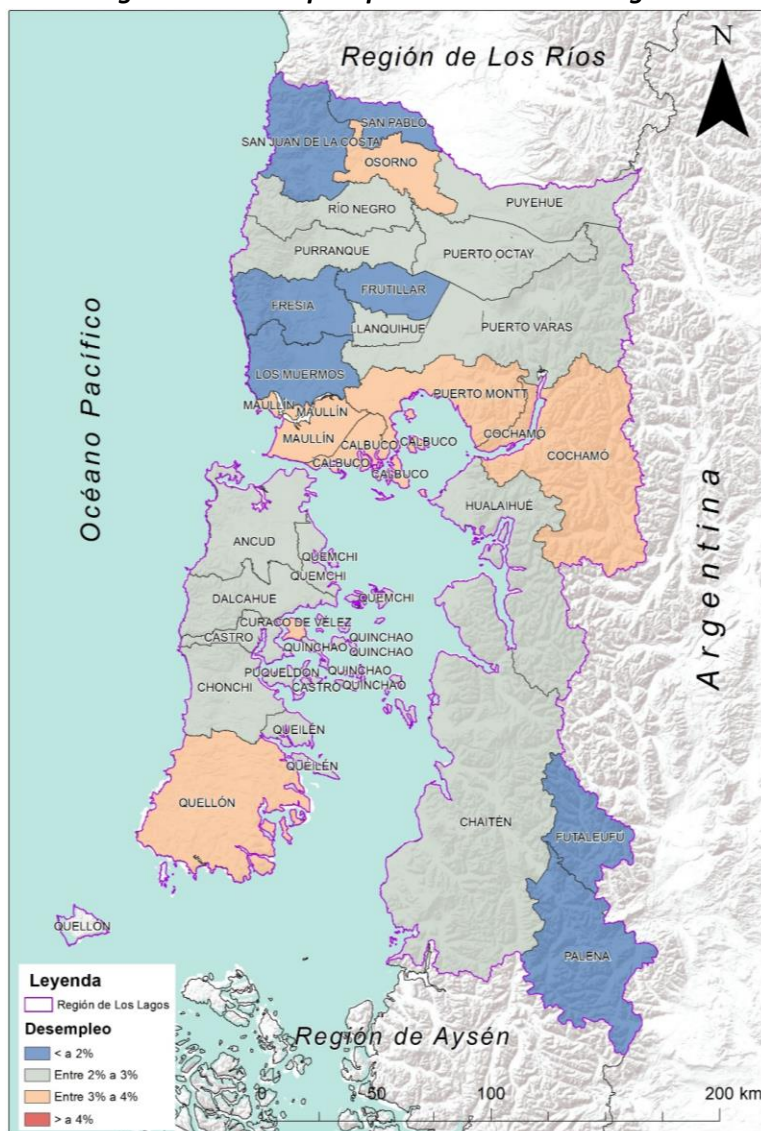 Región de Los Ríos
N
SAN PABLO
SAN JUAN DE LA COSTA
OSORNO
PUYEHUE
RÍO NEGRO
PURRANQUE
PUERTO OCTAY
FRUTILLAR
FRESIA
LLANQUIHUE
PUERTO VARAS
LOS MUERMOS
Océano Pacífico
MAULLÍN
MAULLÍN
PUERTO MONTT
MAULLÍN
CALBUCO
CALBUCO
COCHAMÓ
COCHAMÓ
CALBUCO
CALBUCO
HUALAIHUÉ
Argentina
ANCUD
QUEMCHI
QUEMCHI
DALCAHUE
QUEMCHI
CURACO DE VÉLEZ
CASTRO
QUINCHAO
QUINCHAO
QUINCHAO
PUQUELDÓN
QUINCHAO
CHONCHI
CASTRO
QUINCHAO
QUEILÉN
QUEILÉN
QUELLÓN
CHAITÉN
FUTALEUFÚ
QUELLÓN
PALENA
Leyenda
Región de Los Lagos
Desempleo
< a 2%
Entre 2% a 3%
Entre 3% a 4%
> a 4%
Región de Aysén
0 50 100 200 km